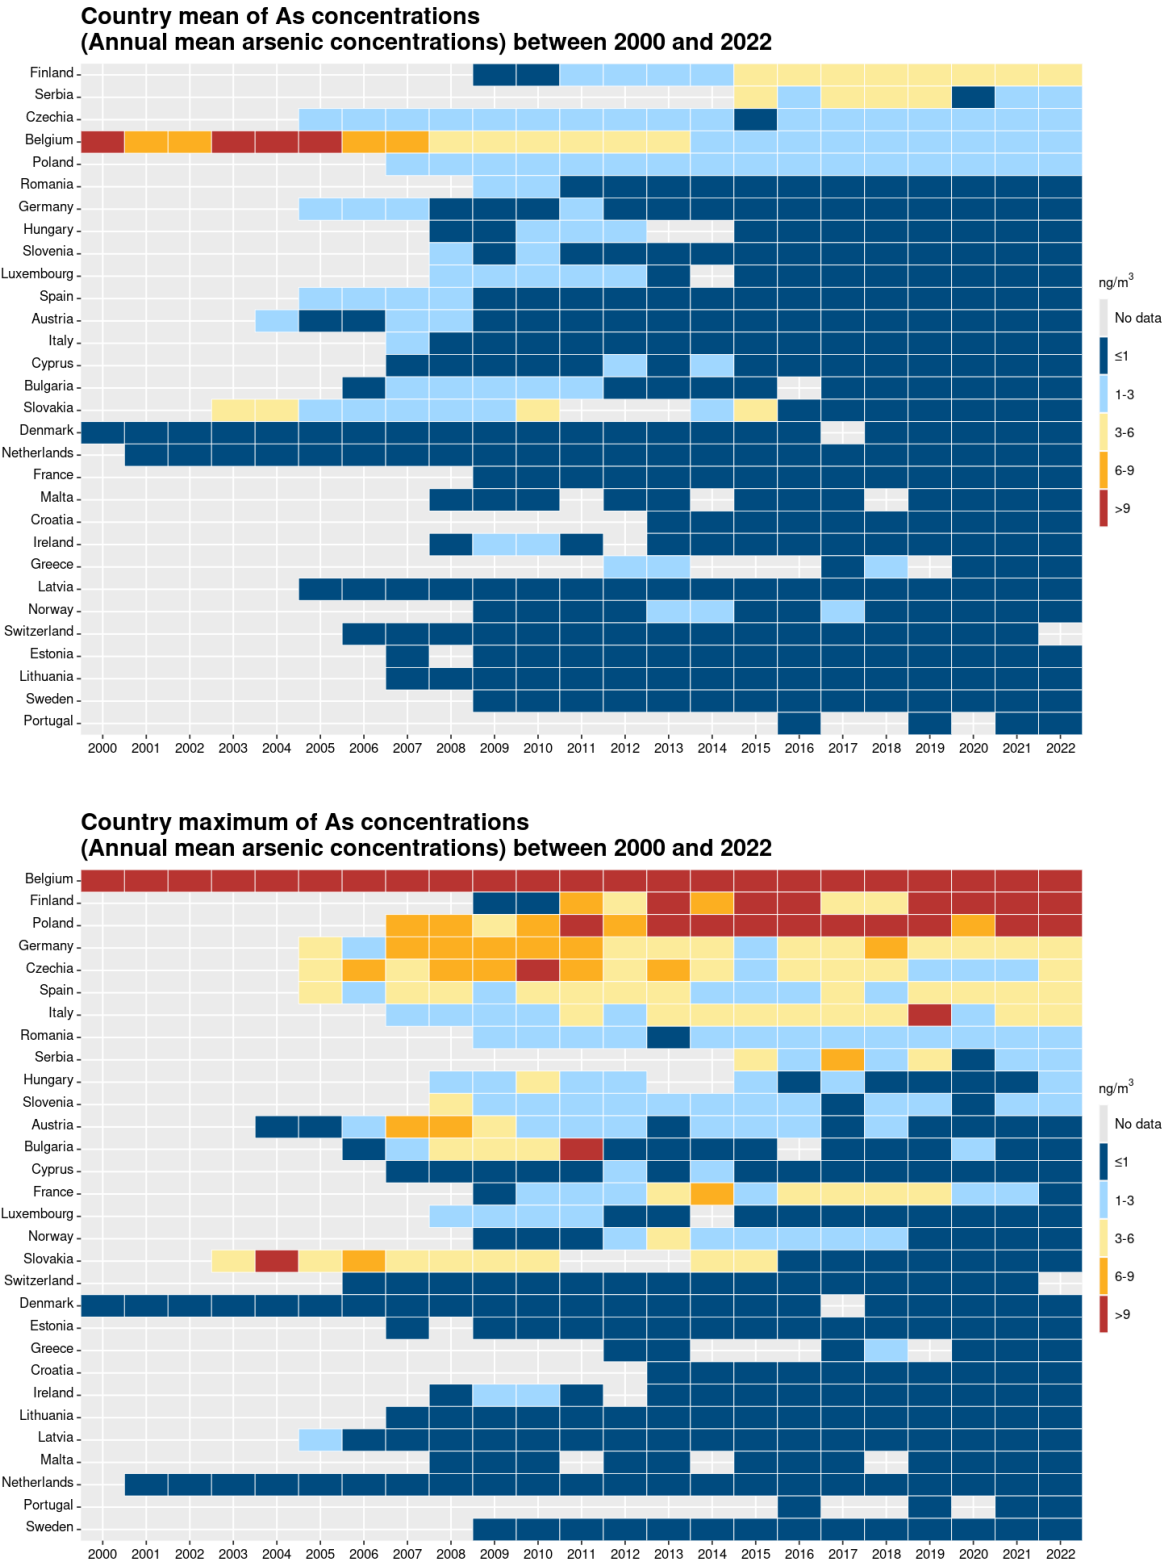 Country mean of As concentrations
(Annual mean arsenic concentrations) between 2000 and 2022
Finland
Serbia
Czechia
Belgium
Poland
Romania
Germany
Hungary
Slovenia
Luxembourg
Spain
Austria
Italy
Cyprus
Bulgaria
Slovakia
Denmark
Netherlands
France
Malta
Croatia
Ireland
Greece
Latvia
Norway
Switzerland
Estonia
Lithuania
Sweden
Portugal
2000 2001 2002 2003 2004 2005 2006 2007 2008 2009 2010 2011 2012 2013 2014 2015 2016 2017 2018 2019 2020 2021 2022
ng/m³
No data
≤1
1-3
3-6
6-9
>9
Country maximum of As concentrations
(Annual mean arsenic concentrations) between 2000 and 2022
Belgium
Finland
Poland
Germany
Czechia
Spain
Italy
Romania
Serbia
Hungary
Slovenia
Austria
Bulgaria
Cyprus
France
Luxembourg
Norway
Slovakia
Switzerland
Denmark
Estonia
Greece
Croatia
Ireland
Lithuania
Latvia
Malta
Netherlands
Portugal
Sweden
2000 2001 2002 2003 2004 2005 2006 2007 2008 2009 2010 2011 2012 2013 2014 2015 2016 2017 2018 2019 2020 2021 2022
ng/m³
No data
≤1
1-3
3-6
6-9
>9